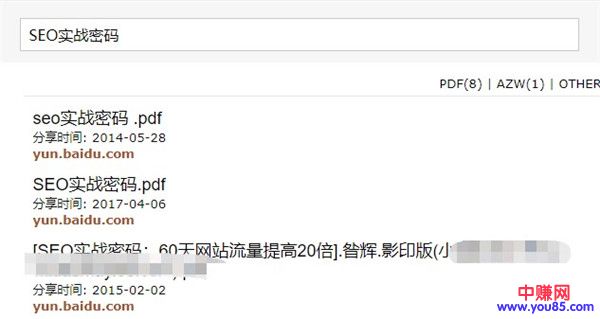 SEO实战密码
PDF(8) | AZW(1) | OTHER
seo实战密码 .pdf
分享时间: 2014-05-28
yun.baidu.com
SEO实战密码.pdf
分享时间: 2017-04-06
yun.baidu.com
[SEO实战密码：60天网站流量提高20倍].昝辉.影印版(小
分享时间: 2015-02-02
yun.baidu.com
中赚网
www.you85.com